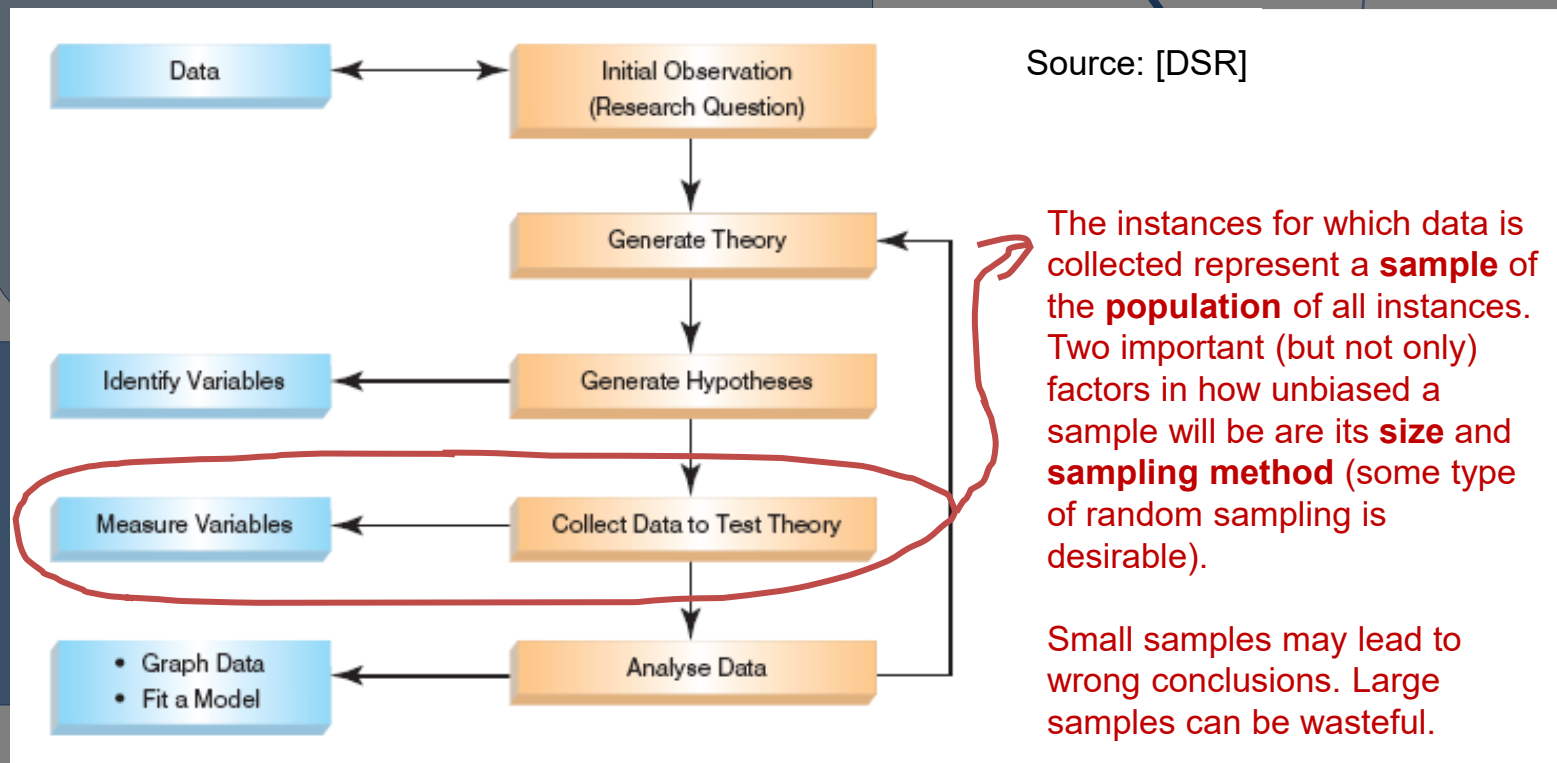 Data
Initial Observation
(Research Question)
Source: [DSR]
Generate Theory
Identify Variables
Generate Hypotheses
Measure Variables
Collect Data to Test Theory
• Graph Data
• Fit a Model
Analyse Data
The instances for which data is
collected represent a sample of
the population of all instances.
Two important (but not only)
factors in how unbiased a
sample will be are its size and
sampling method (some type
of random sampling is
desirable).
Small samples may lead to
wrong conclusions. Large
samples can be wasteful.